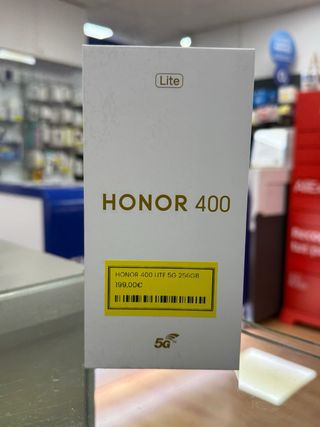 Lite
HONOR 400
HONOR 400 LITE 5G 256GB
199,00€
5G